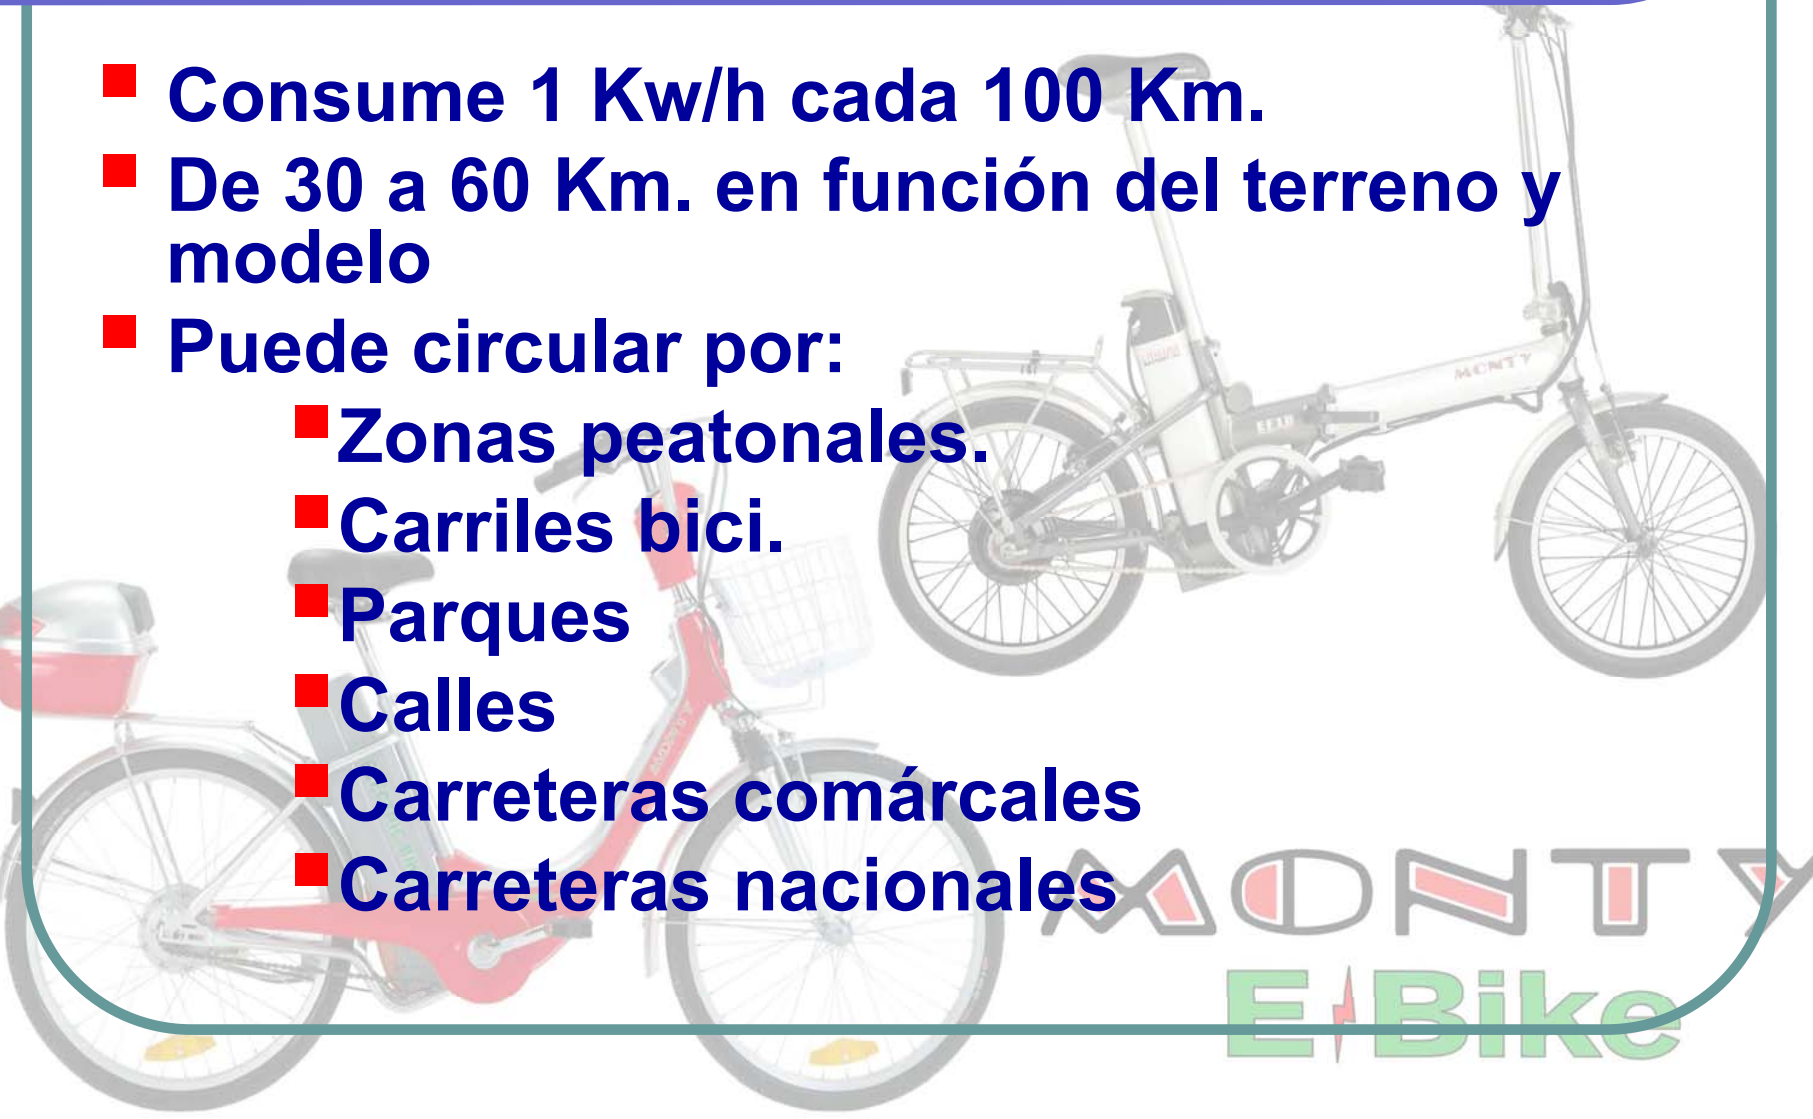 Consume 1 Kw/h cada 100 Km.
De 30 a 60 Km. en función del terreno y
modelo
Puede circular por:
Zonas peatonales.
Carriles bici.
Parques
Calles
Carreteras comárcales
Carreteras nacionales
MONTY
MONTY
E Bike